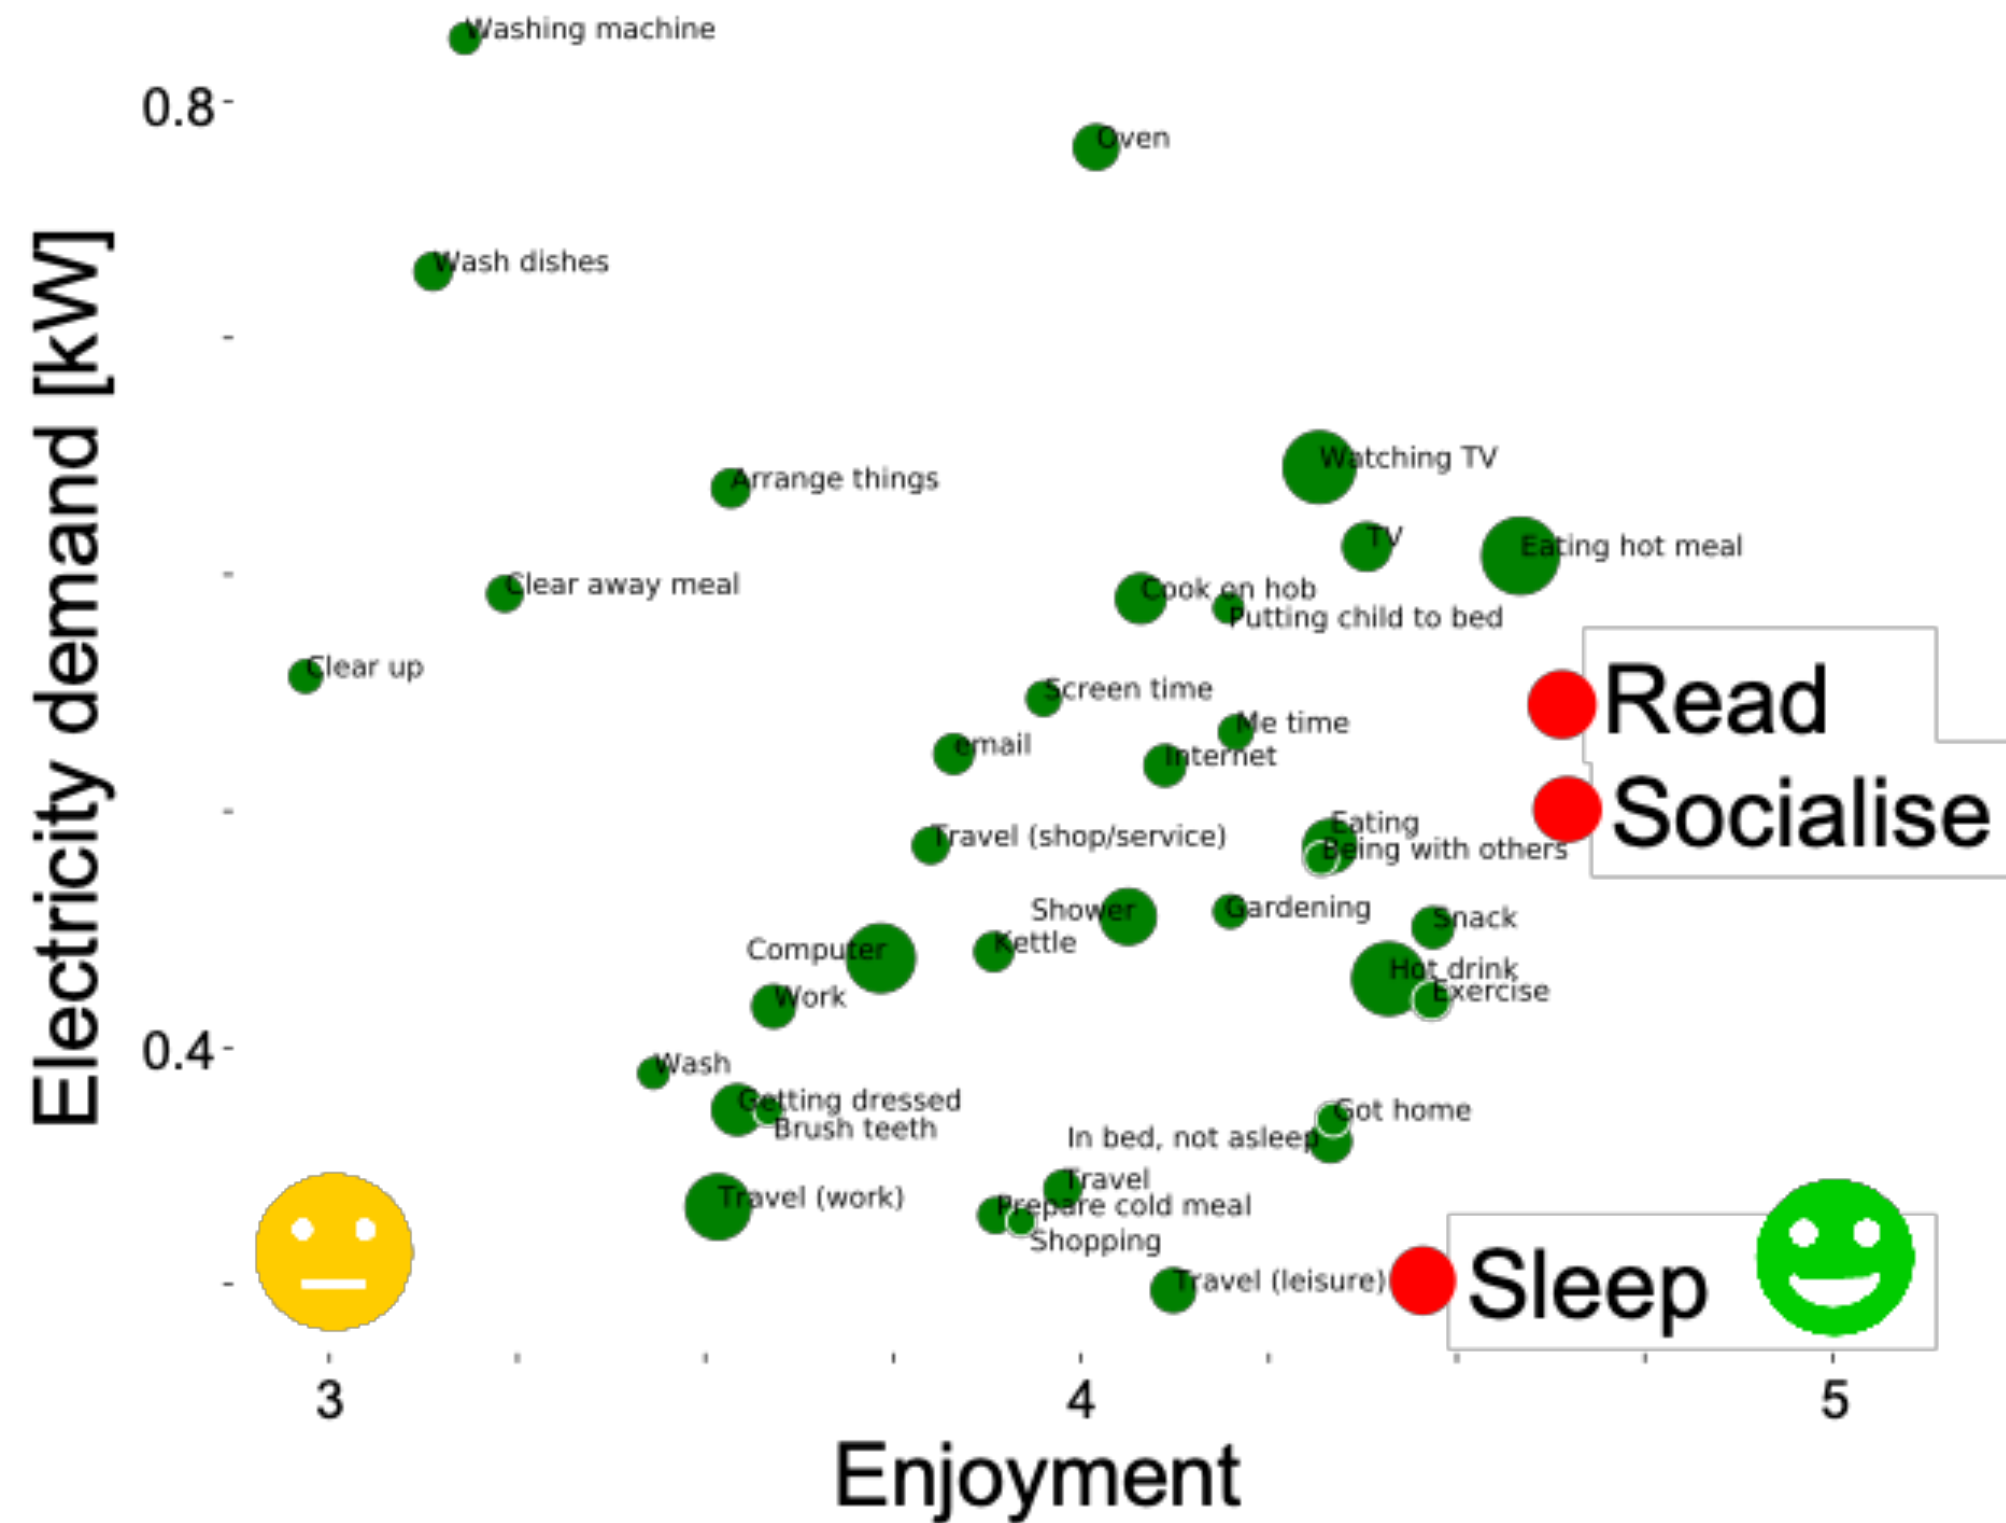 Washing machine
0.8
Oven
Wash dishes
Electricity demand [kW]
Watching TV
Arrange things
TV
Eating hot meal
Clear away meal
Cook on hob
Putting child to bed
Clear up
Screen time
Read
Me time
email
Internet
Socialise
Eating
Travel (shop/service)
Being with others
Shower
Gardening
Snack
Computer
Kettle
Hot drink
Exercise
Work
0.4
Wash
Getting dressed
Got home
Brush teeth
In bed, not asleep
Travel
Travel (work)
Prepare cold meal
Shopping
Travel (leisure)
Sleep
3
4
5
Enjoyment